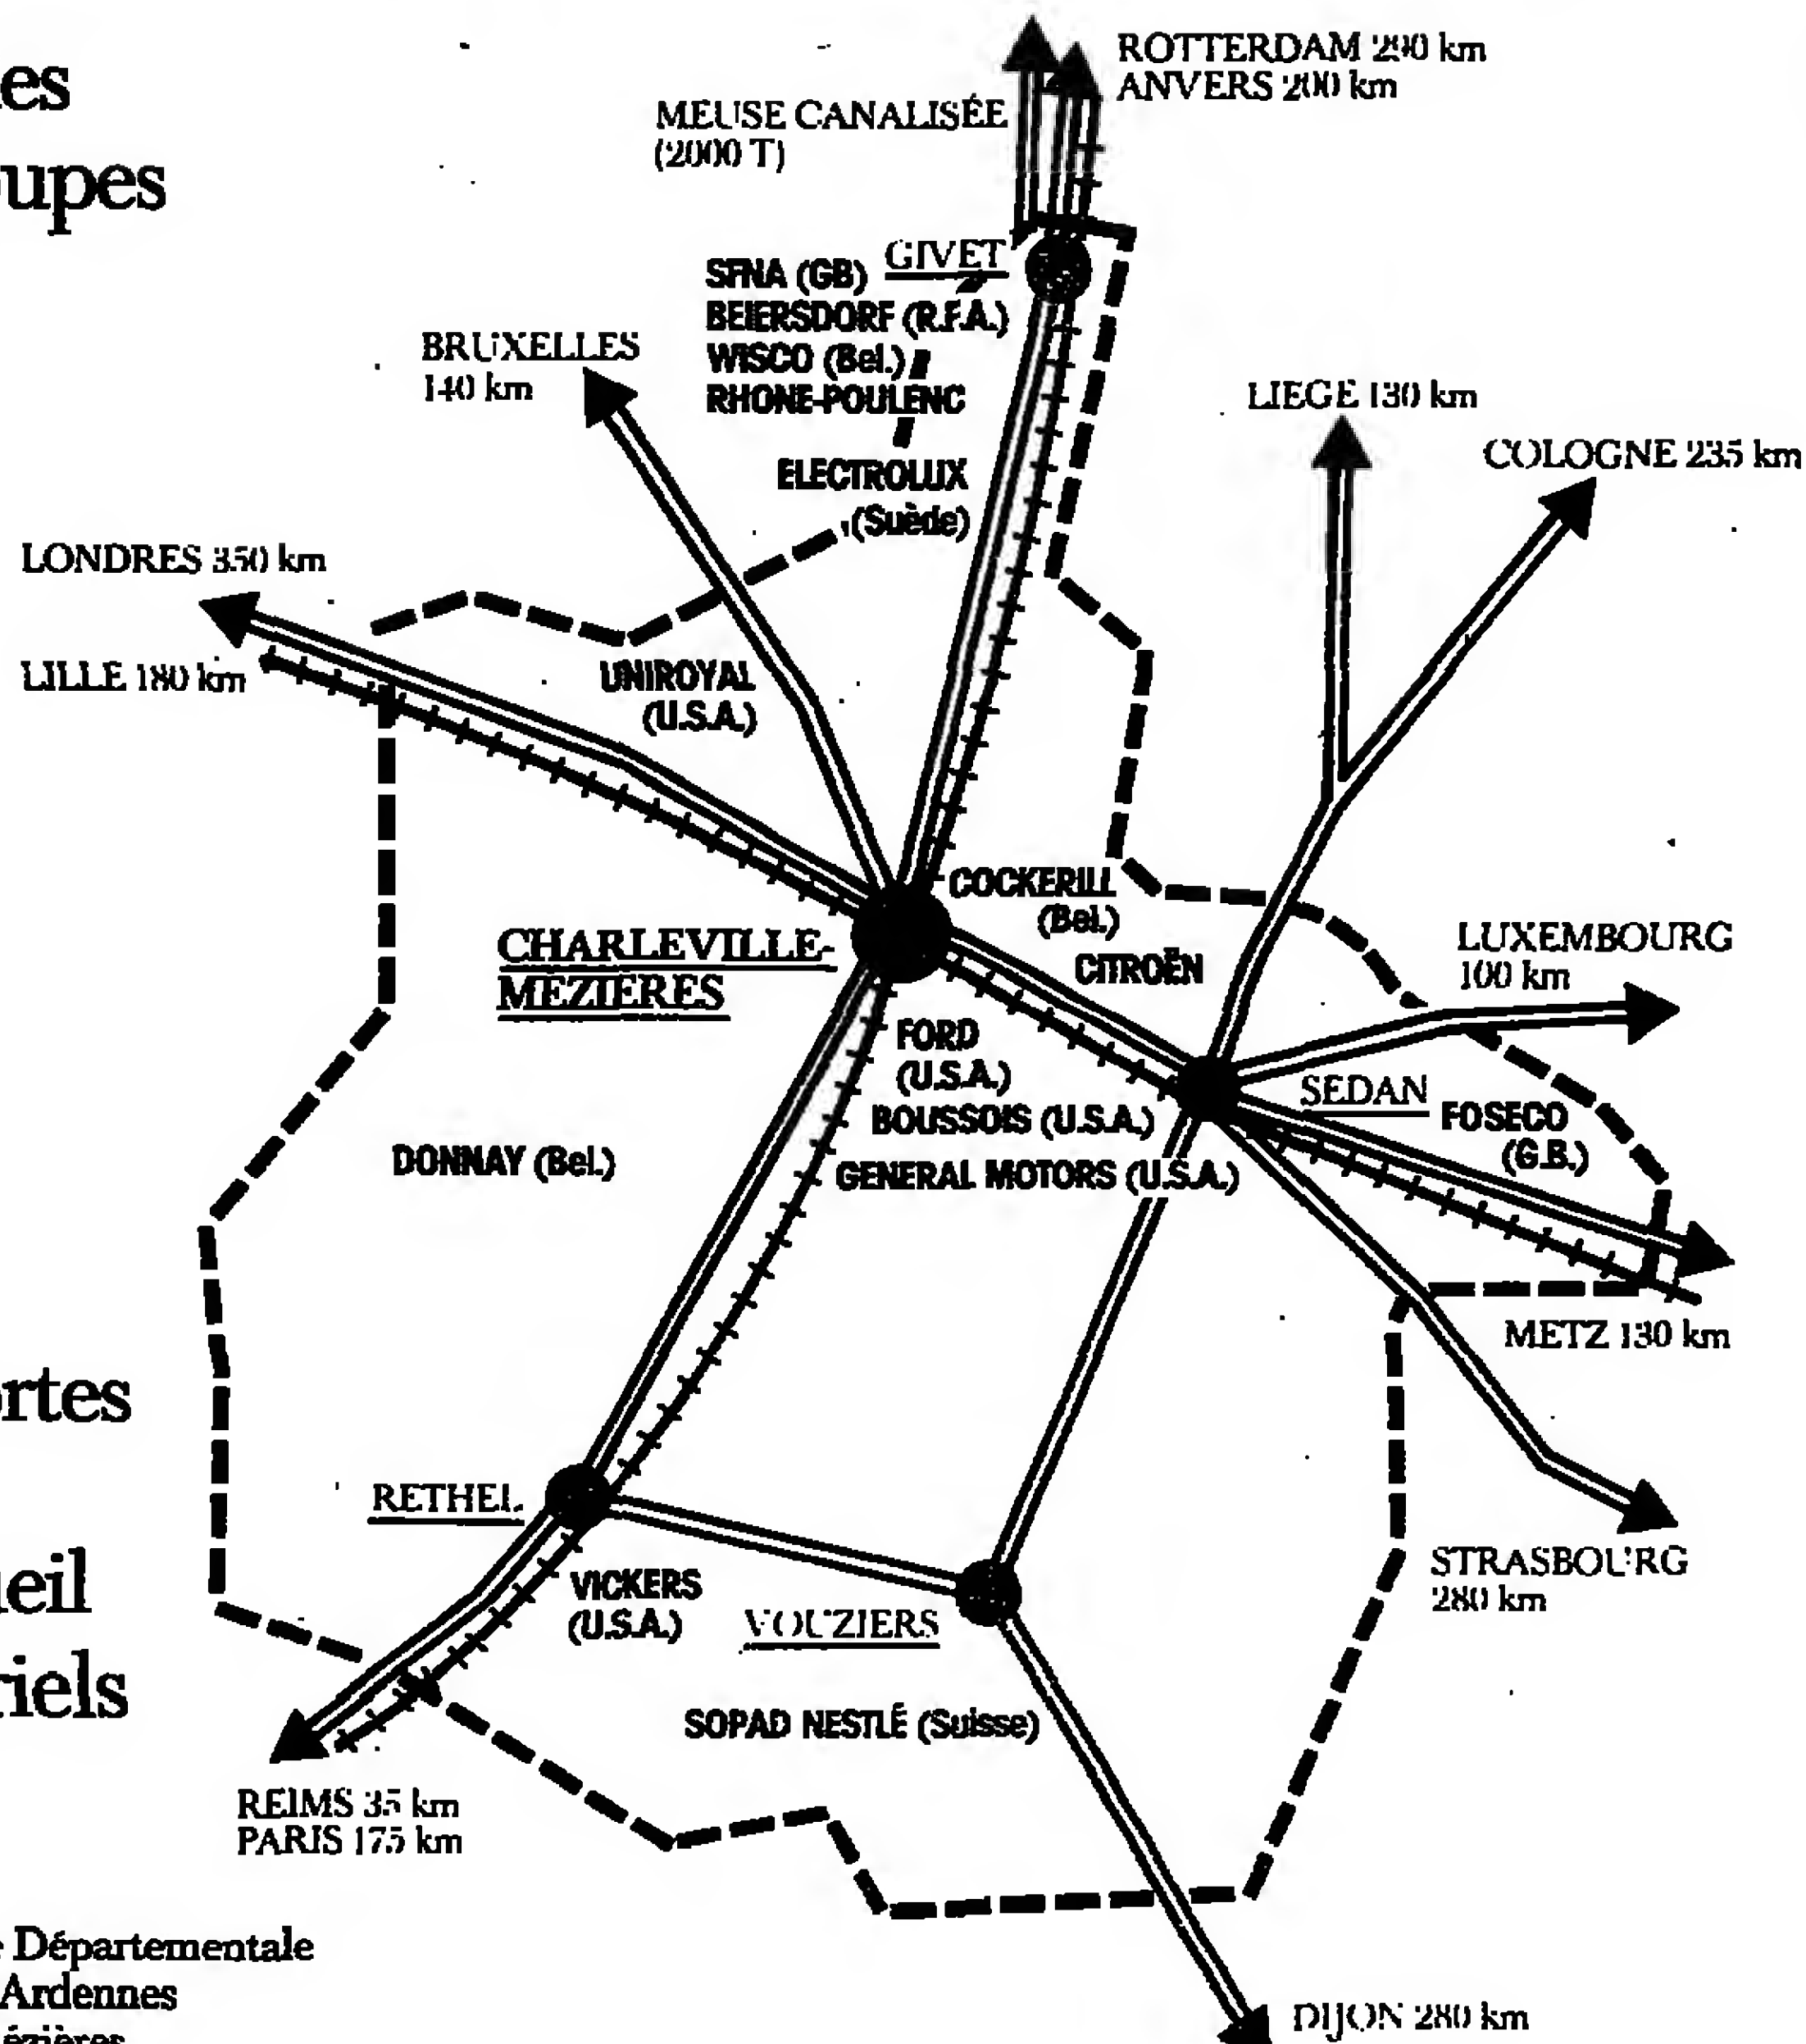 es
upes
ROTTERDAM 290 km
ANVERS 200 km
MEUSE CANALISÉE
(2000 T)
GIVET
SFNA (GB)
BEIERSDORF (R.F.A.)
WISCO (Bel.)
RHONE-POULENC
ELECTROLUX
(Suède)
BRUXELLES
140 km
LIEGE 130 km
COLOGNE 235 km
LONDRES 350 km
LILLE 180 km
UNIROYAL
(U.S.A.)
COCKERILL
(Bel.)
CITROËN
CHARLEVILLE-
MEZIERES
LUXEMBOURG
100 km
FORD
(U.S.A.)
BOUSSOIS (U.S.A.)
GENERAL MOTORS (U.S.A.)
SEDAN
FOSECO
(G.B.)
DONNAY (Bel.)
METZ 130 km
rtes
RETHEL
VICKERS
(U.S.A.)
VOUZIERS
STRASBOURG
280 km
eil
riels
SOPAD NESTLÉ (Suisse)
REIMS 35 km
PARIS 175 km
e Départementale
Ardennes
ézières
DIJON 280 km